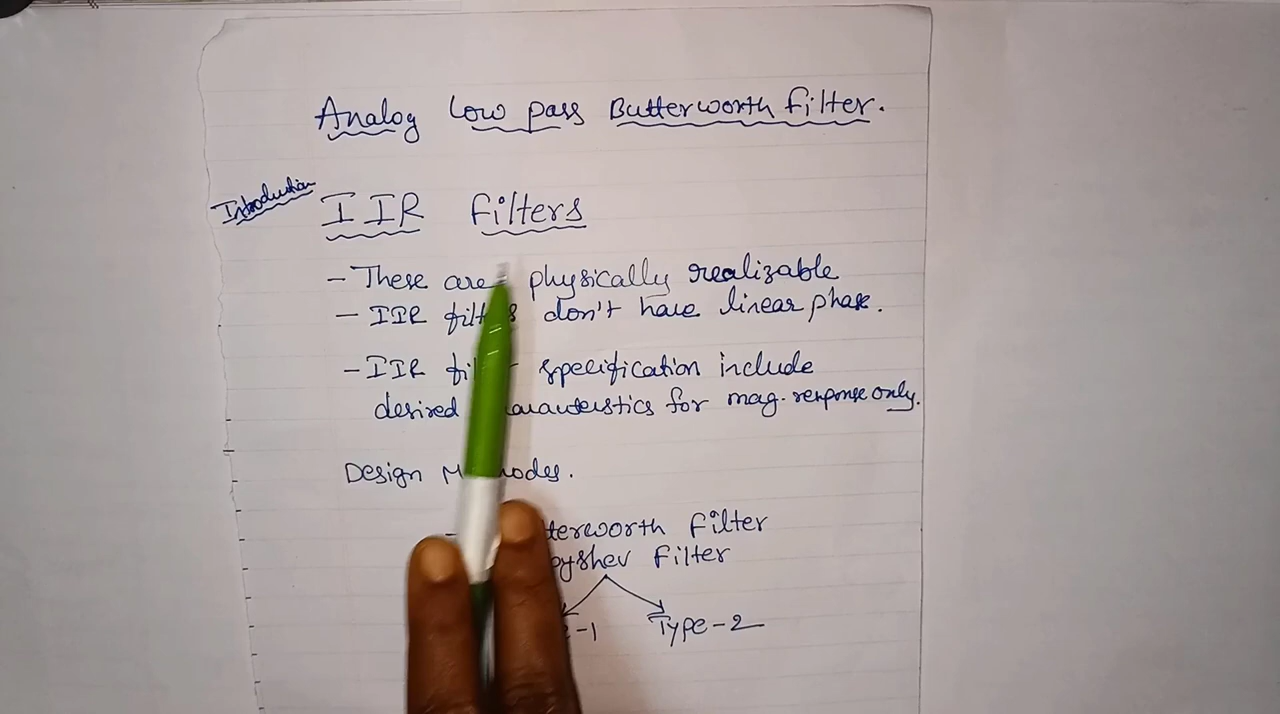 Analog Low pass Butterworth filter.
Introduction
IIR filters
- These are physically realizable
- IIR filters don't have linear phase.
- IIR specification include
desired for mag. response only.
Design
filter
filter
Type-2